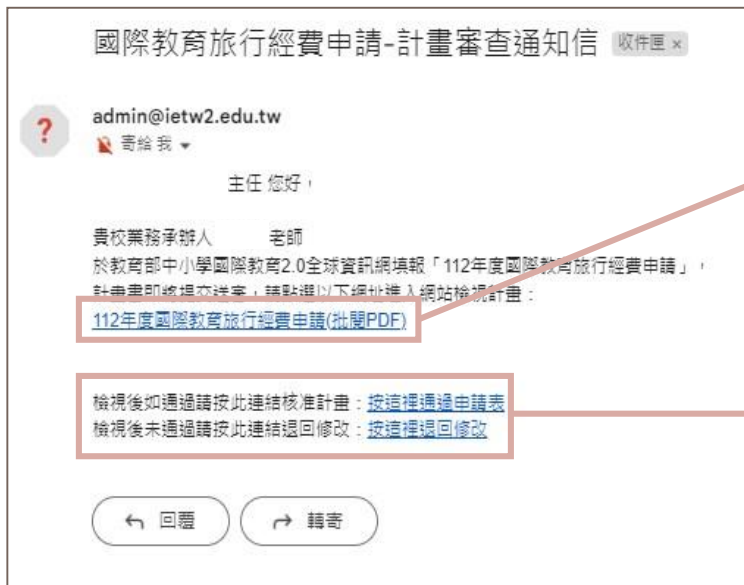 國際教育旅行經費申請-計畫審查通知信 收件匣 ×
?
admin@ietw2.edu.tw
寄給 我
主任 您好，
貴校業務承辦人 老師
於教育部中小學國際教育2.0全球資訊網填報「112年度國際教育旅行經費申請」，
計畫書即將提交送審，請點選以下網址進入網站檢視計畫：
112年度國際教育旅行經費申請(批閱PDF)
檢視後如通過請按此連結核准計畫：按這裡通過申請表
檢視後未通過請按此連結退回修改：按這裡退回修改
回覆 轉寄